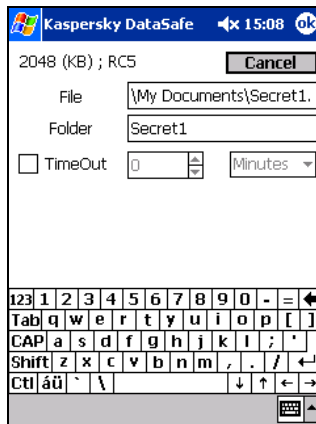 Kaspersky DataSafe 15:08 ok
2048 (KB) ; RC5 Cancel
File \My Documents\Secret1.
Folder Secret1
TimeOut 0 Minutes
123 1 2 3 4 5 6 7 8 9 0 - = ←
Tab q w e r t y u i o p [ ]
CAP a s d f g h j k l ; '
Shift z x c v b n m , . / ↵
Ctl áü ` \ ↓ ↑ ← →